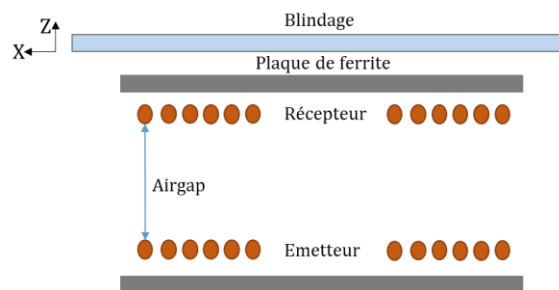 Blindage
Z
X
Plaque de ferrite
Récepteur
Airgap
Emetteur